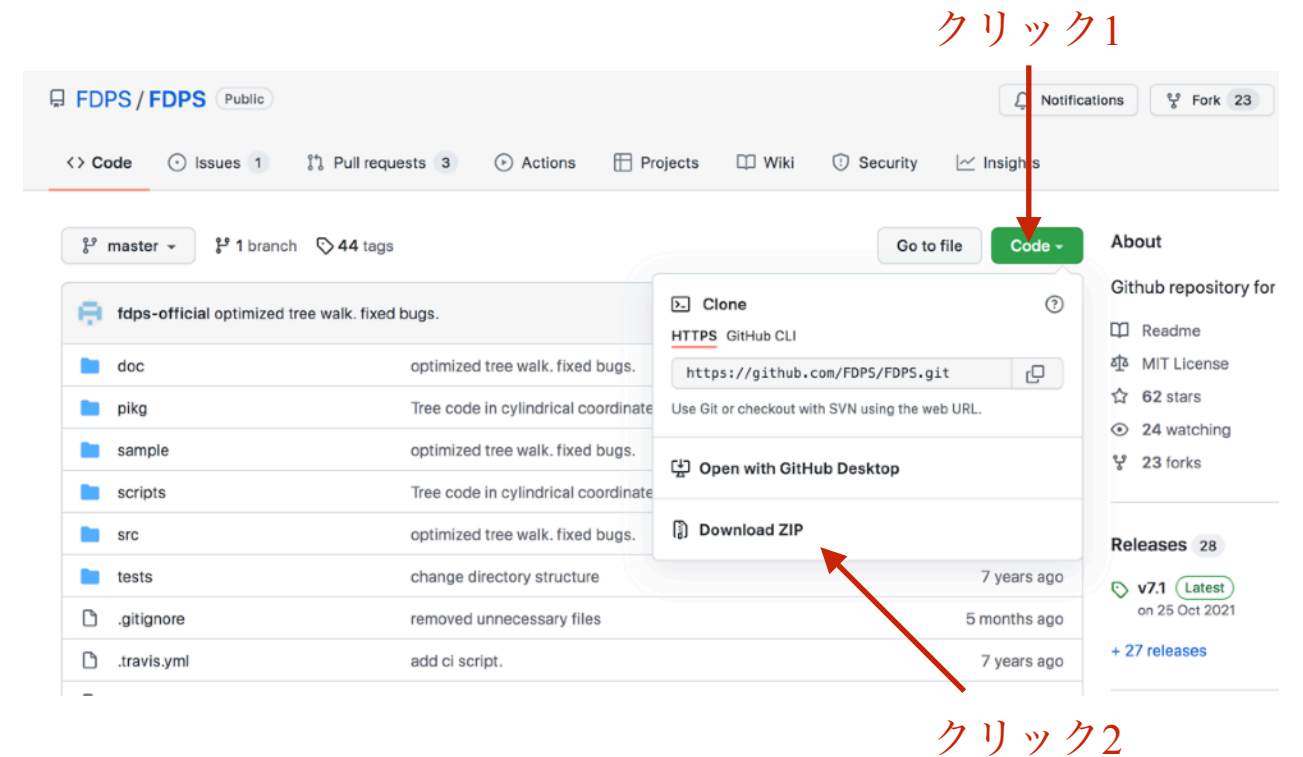 クリック1
FDPS / FDPS Public
Notifications
Fork 23
Code
Issues 1
Pull requests 3
Actions
Projects
Wiki
Security
Insights
master
1 branch
44 tags
Go to file
Code
About
Github repository for
Readme
MIT License
62 stars
24 watching
23 forks
Releases 28
v7.1 Latest
on 25 Oct 2021
+ 27 releases
Clone
HTTPS GitHub CLI
https://github.com/FDPS/FDPS.git
Use Git or checkout with SVN using the web URL.
Open with GitHub Desktop
Download ZIP
fdps-official optimized tree walk. fixed bugs.
doc optimized tree walk. fixed bugs.
pikg Tree code in cylindrical coordinate
sample optimized tree walk. fixed bugs.
scripts Tree code in cylindrical coordinate
src optimized tree walk. fixed bugs.
tests change directory structure 7 years ago
.gitignore removed unnecessary files 5 months ago
.travis.yml add ci script. 7 years ago
クリック2